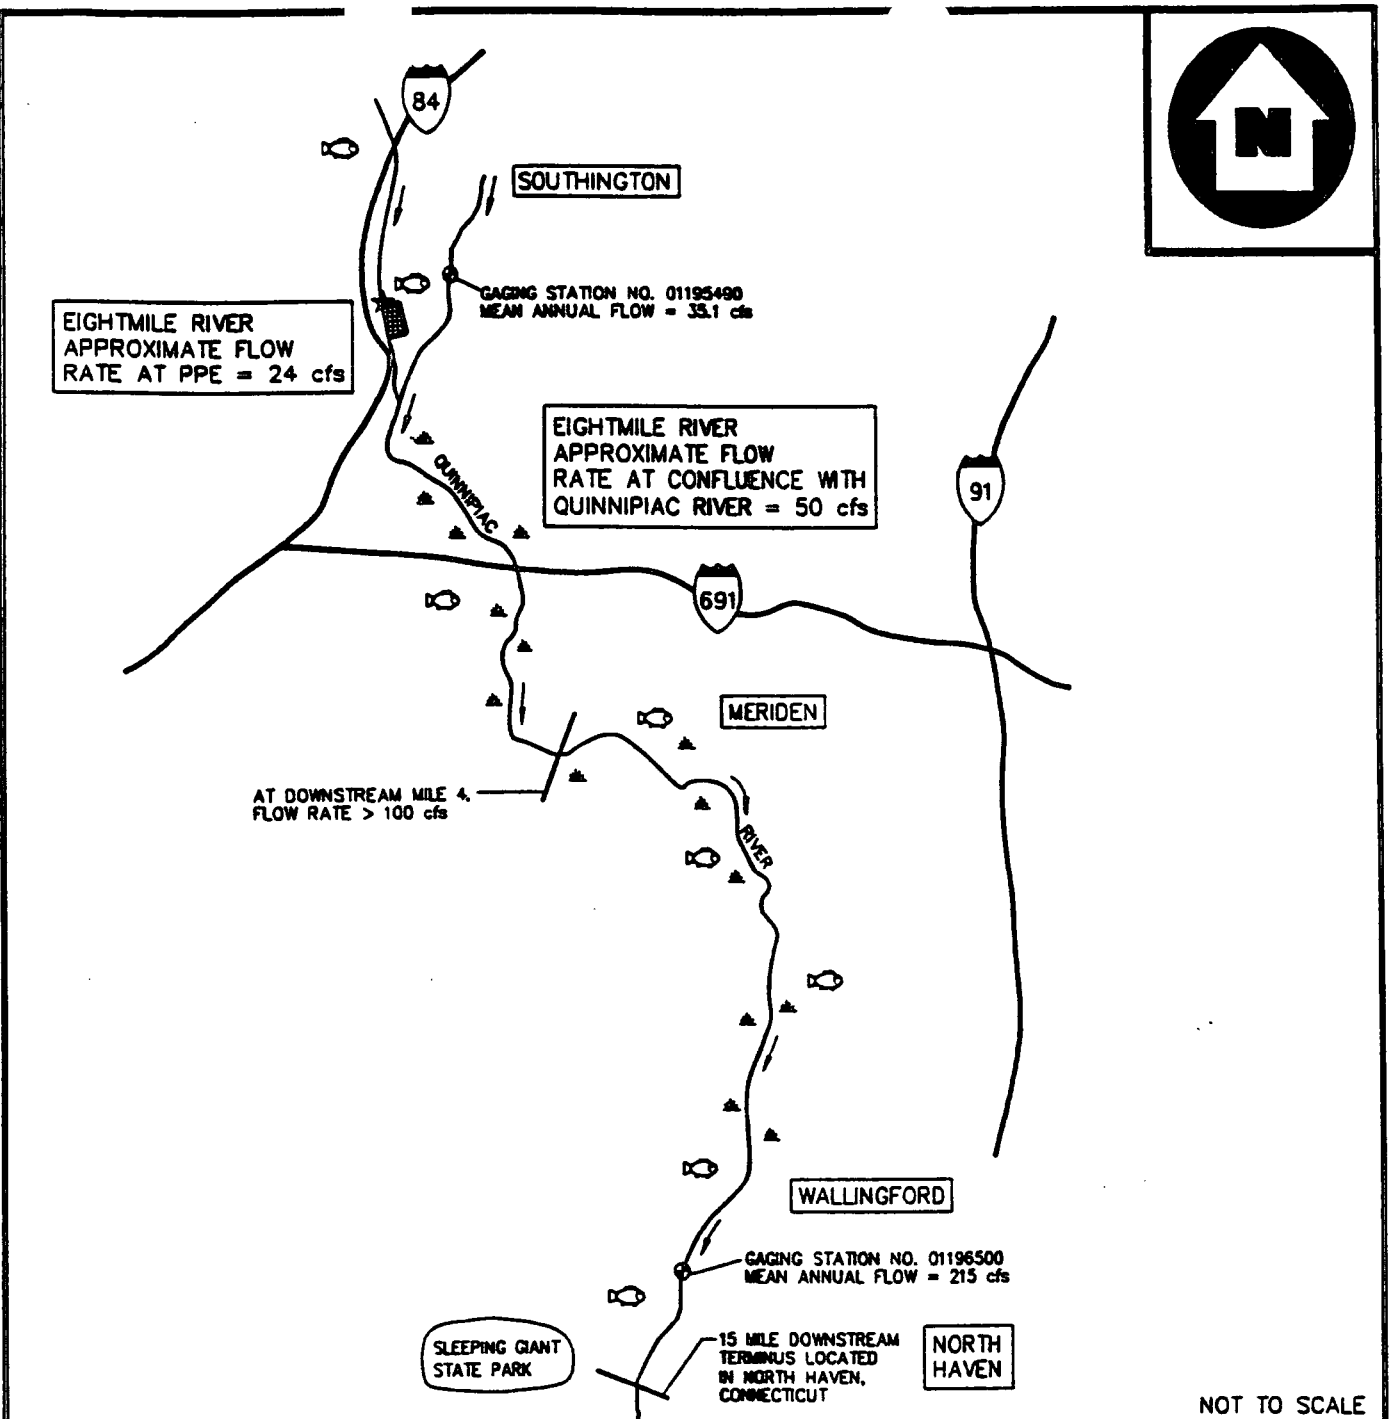 N
84
SOUTHINGTON
GAGING STATION NO. 01195490
MEAN ANNUAL FLOW = 35.1 cfs
EIGHTMILE RIVER
APPROXIMATE FLOW
RATE AT PPE = 24 cfs
EIGHTMILE RIVER
APPROXIMATE FLOW
RATE AT CONFLUENCE WITH
QUINNIPIAC RIVER = 50 cfs
QUINNIPIAC
91
691
MERIDEN
AT DOWNSTREAM MILE 4,
FLOW RATE > 100 cfs
RIVER
WALLINGFORD
GAGING STATION NO. 01196500
MEAN ANNUAL FLOW = 215 cfs
SLEEPING GIANT
STATE PARK
15 MILE DOWNSTREAM
TERMINUS LOCATED
IN NORTH HAVEN,
CONNECTICUT
NORTH
HAVEN
NOT TO SCALE